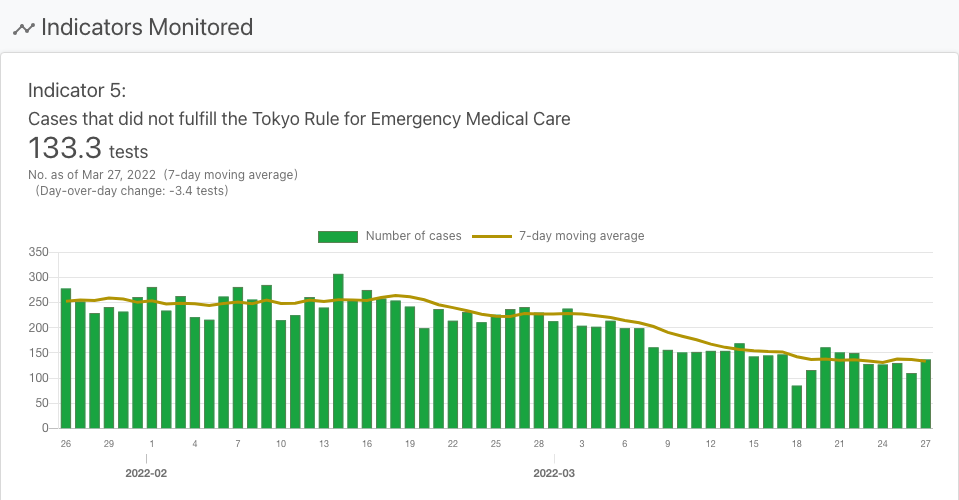 Indicators Monitored
Indicator 5:
Cases that did not fulfill the Tokyo Rule for Emergency Medical Care
133.3 tests
No. as of Mar 27, 2022 (7-day moving average)
(Day-over-day change: -3.4 tests)
Number of cases 7-day moving average
350
300
250
200
150
100
50
0
26 29 1 4 7 10 13 16 19 22 25 28 3 6 9 12 15 18 21 24 27
2022-02 2022-03